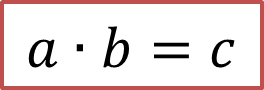 a · b = c